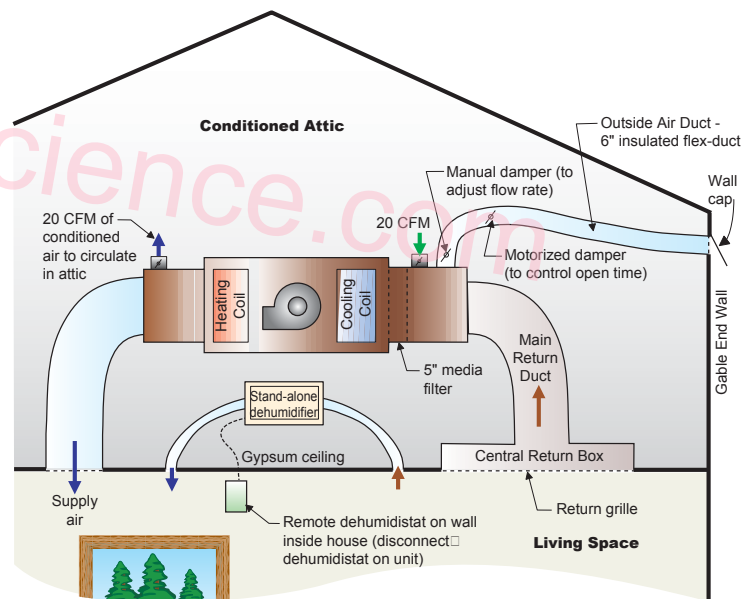 Conditioned Attic
Outside Air Duct -
6" insulated flex-duct
Manual damper (to
adjust flow rate)
Wall
cap
20 CFM of
conditioned
air to circulate
in attic
20 CFM
Motorized damper
(to control open time)
Heating
Coil
Cooling
Coil
Gable End Wall
Main
Return
Duct
5" media
filter
Stand-alone
dehumidifier
Gypsum ceiling
Central Return Box
Supply
air
Return grille
Remote dehumidistat on wall
inside house (disconnect□
dehumidistat on unit)
Living Space
cience.com